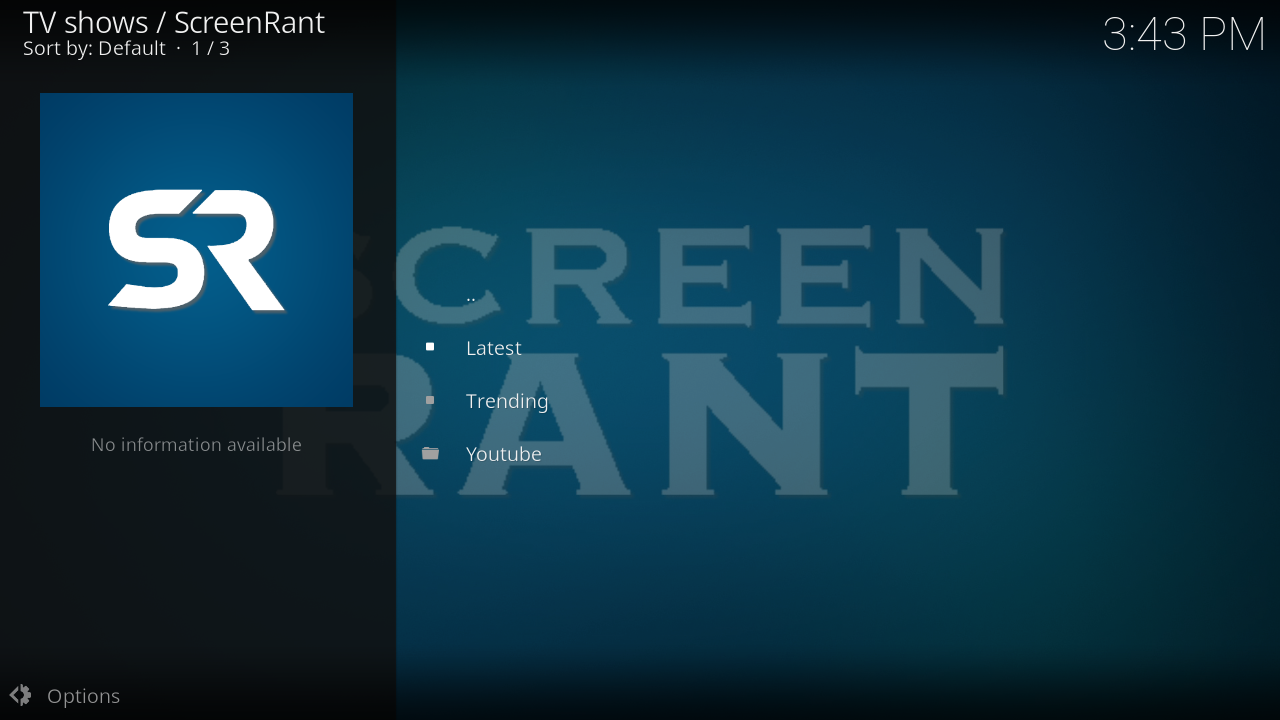 TV shows / ScreenRant
Sort by: Default · 1 / 3
3:43 PM
SR
SCREEN
RANT
..
Latest
Trending
Youtube
No information available
Options